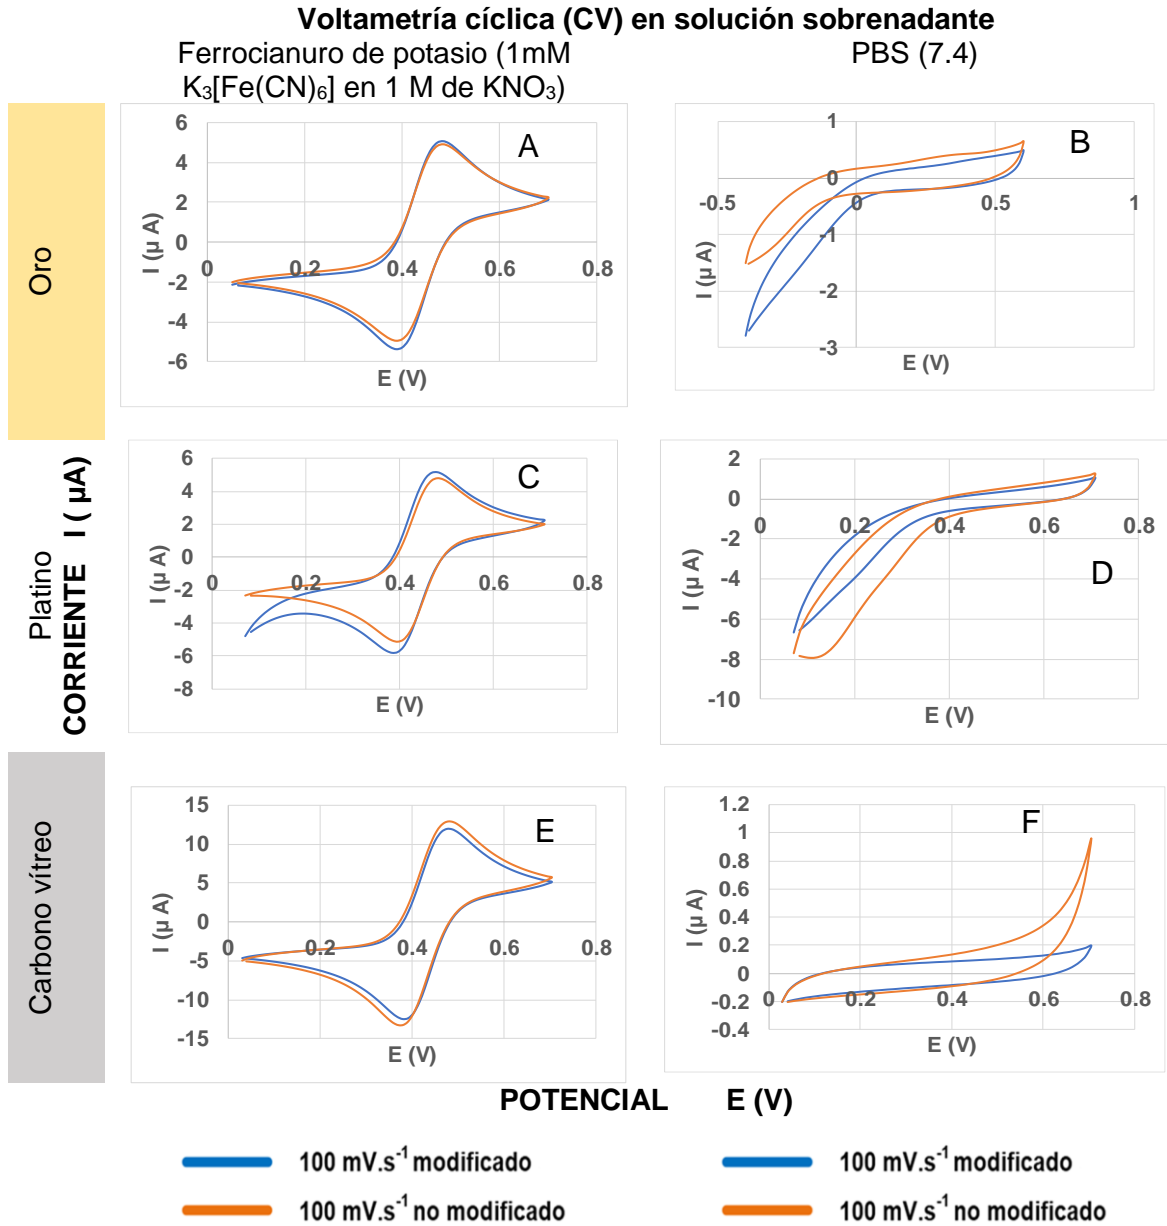 Voltametría cíclica (CV) en solución sobrenadante
Ferrocianuro de potasio (1mM
K₃[Fe(CN)₆] en 1 M de KNO₃)
PBS (7.4)
Oro
A
6
4
2
0
-2
-4
-6
0
0.2
0.4
0.6
0.8
I (µ A)
E (V)
B
1
0
-1
-2
-3
-0.5
0
0.5
1
I (µ A)
E (V)
Platino
CORRIENTE I ( µA)
C
6
4
2
0
-2
-4
-6
-8
0
0.2
0.4
0.6
0.8
I (µ A)
E (V)
D
2
0
-2
-4
-6
-8
-10
0
0.2
0.4
0.6
0.8
I (µ A)
E (V)
Carbono vítreo
E
15
10
5
0
-5
-10
-15
0
0.2
0.4
0.6
0.8
I (µ A)
E (V)
F
1.2
1
0.8
0.6
0.4
0.2
0
-0.2
-0.4
0
0.2
0.4
0.6
0.8
I (µ A)
E (V)
POTENCIAL E (V)
100 mV.s⁻¹ modificado
100 mV.s⁻¹ no modificado
100 mV.s⁻¹ modificado
100 mV.s⁻¹ no modificado